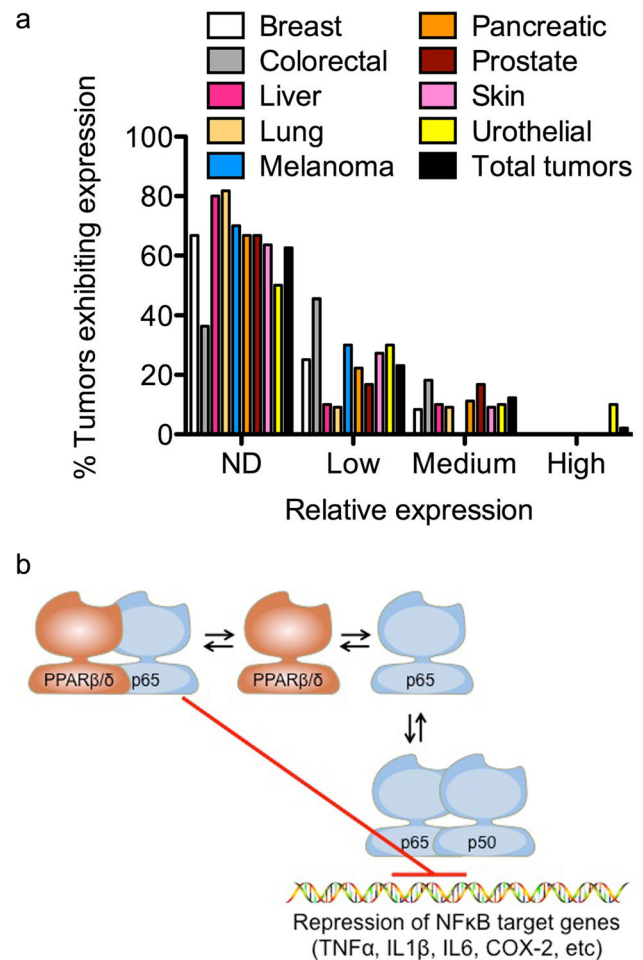 a
Breast
Colorectal
Liver
Lung
Melanoma
Pancreatic
Prostate
Skin
Urothelial
Total tumors
% Tumors exhibiting expression
100
80
60
40
20
0
ND Low Medium High
Relative expression
b
PPARβ/δ p65 PPARβ/δ p65
p65 p50
Repression of NFκB target genes
(TNFα, IL1β, IL6, COX-2, etc)